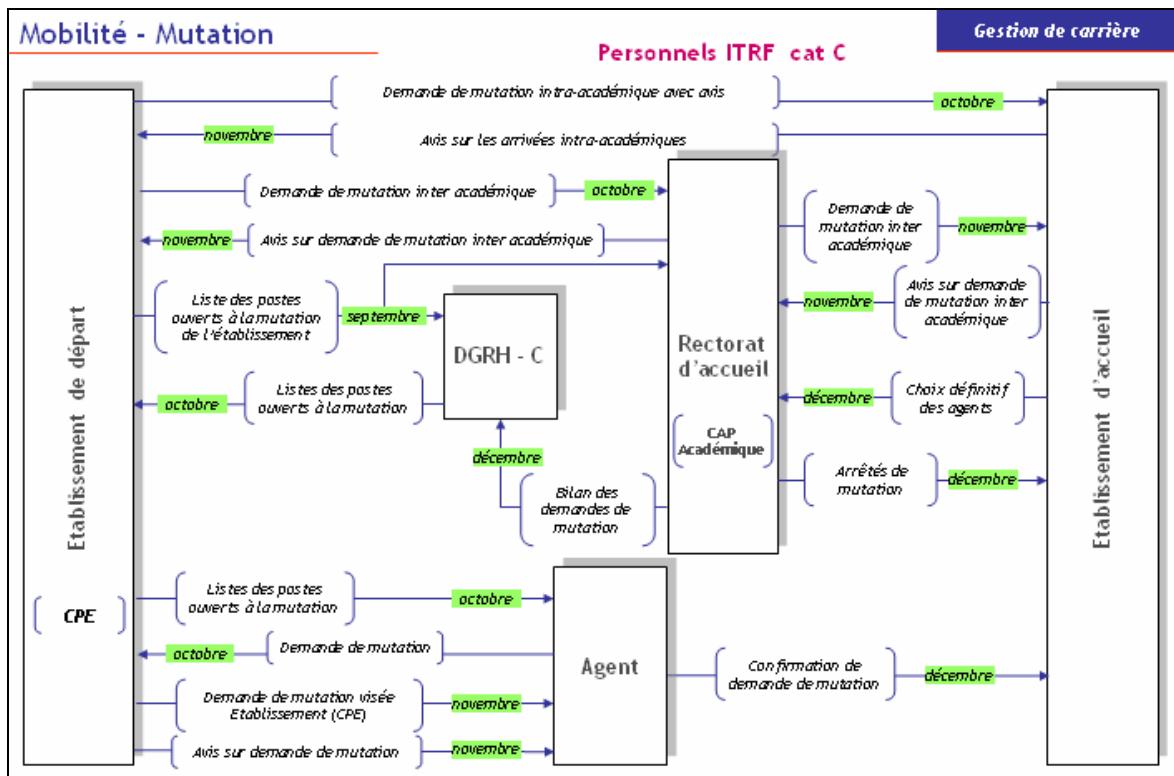 Mobilité - Mutation
Gestion de carrière
Personnels ITRF cat C
Demande de mutation intra-académique avec avis
octobre
novembre
Avis sur les arrivées intra-académiques
Demande de mutation inter académique
octobre
novembre
Avis sur demande de mutation inter académique
Demande de
mutation inter
académique
novembre
Liste des postes
ouverts à la mutation
de l'établissement
septembre
novembre
Avis sur demande
de mutation inter
académique
DGRH - C
Rectorat
d'accueil
octobre
Listes des postes
ouverts à la mutation
décembre
Choix définitif
des agents
CAP
Académique
décembre
Bilan des
demandes de
mutation
Arrêtés de
mutation
décembre
Etablissement de départ
Etablissement d'accueil
CPE
Listes des postes
ouverts à la mutation
octobre
octobre
Demande de mutation
Agent
Confirmation de
demande de mutation
décembre
Demande de mutation visée
Etablissement (CPE)
novembre
Avis sur demande de mutation
novembre